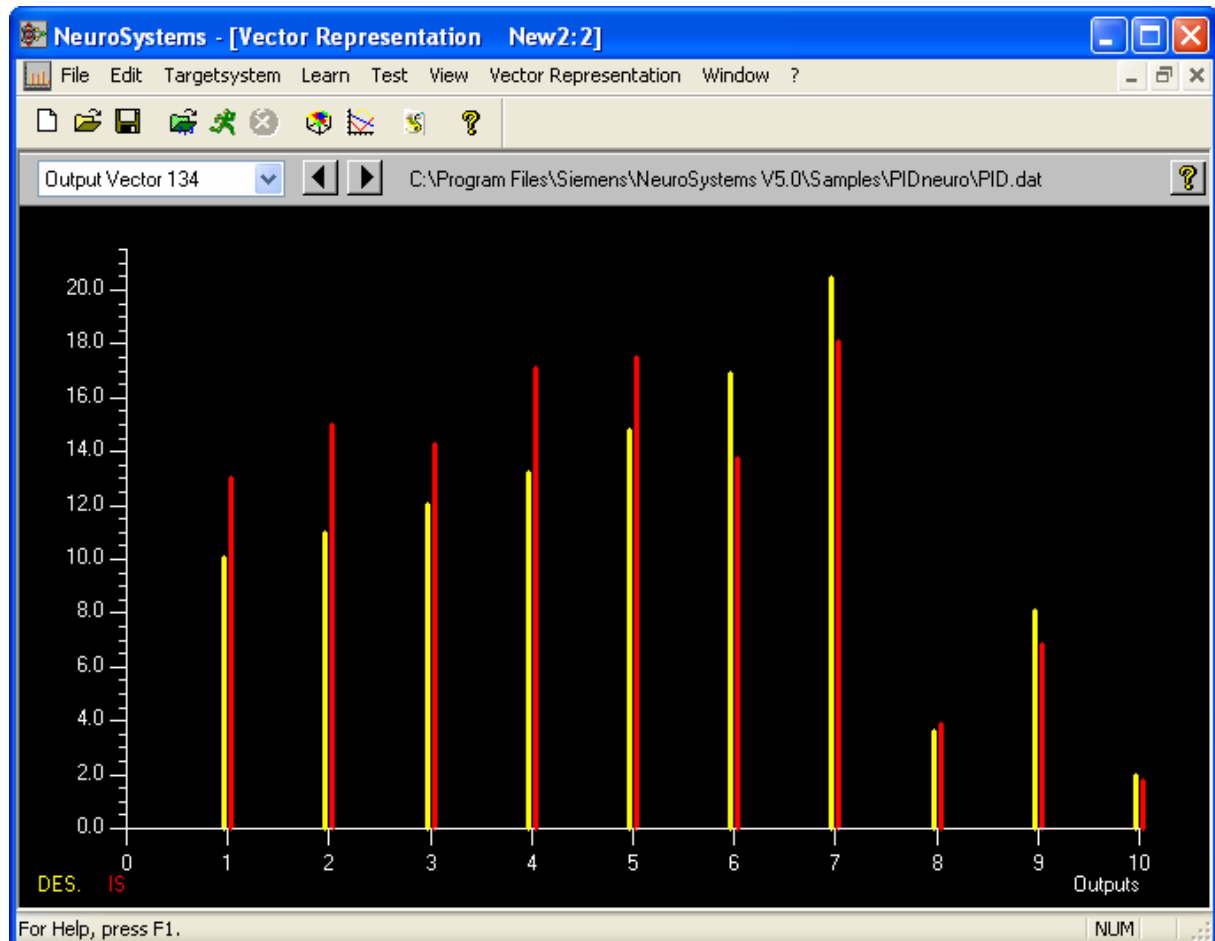 NeuroSystems - [Vector Representation New2:2]
File Edit Targetsystem Learn Test View Vector Representation Window ?
Output Vector 134 C:\Program Files\Siemens\NeuroSystems V5.0\Samples\PIDneuro\PID.dat
20.0
18.0
16.0
14.0
12.0
10.0
8.0
6.0
4.0
2.0
0.0
0 1 2 3 4 5 6 7 8 9 10
DES. IS Outputs
For Help, press F1. NUM